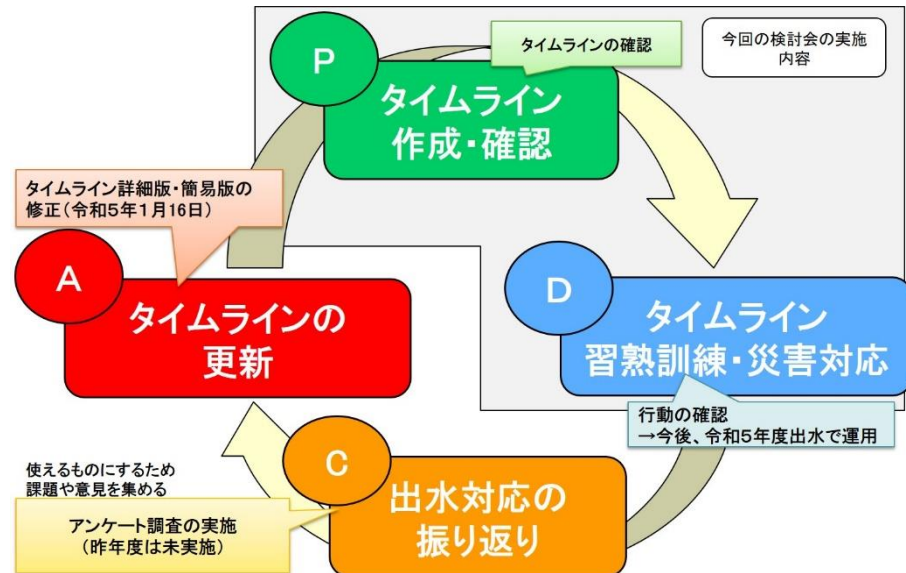 P
タイムラインの確認
今回の検討会の実施
内容
タイムライン
作成・確認
タイムライン詳細版・簡易版の
修正（令和５年１月１６日）
A
タイムラインの
更新
D
タイムライン
習熟訓練・災害対応
行動の確認
→今後、令和５年度出水で運用
C
出水対応の
振り返り
使えるものにするため
課題や意見を集める
アンケート調査の実施
（昨年度は未実施）